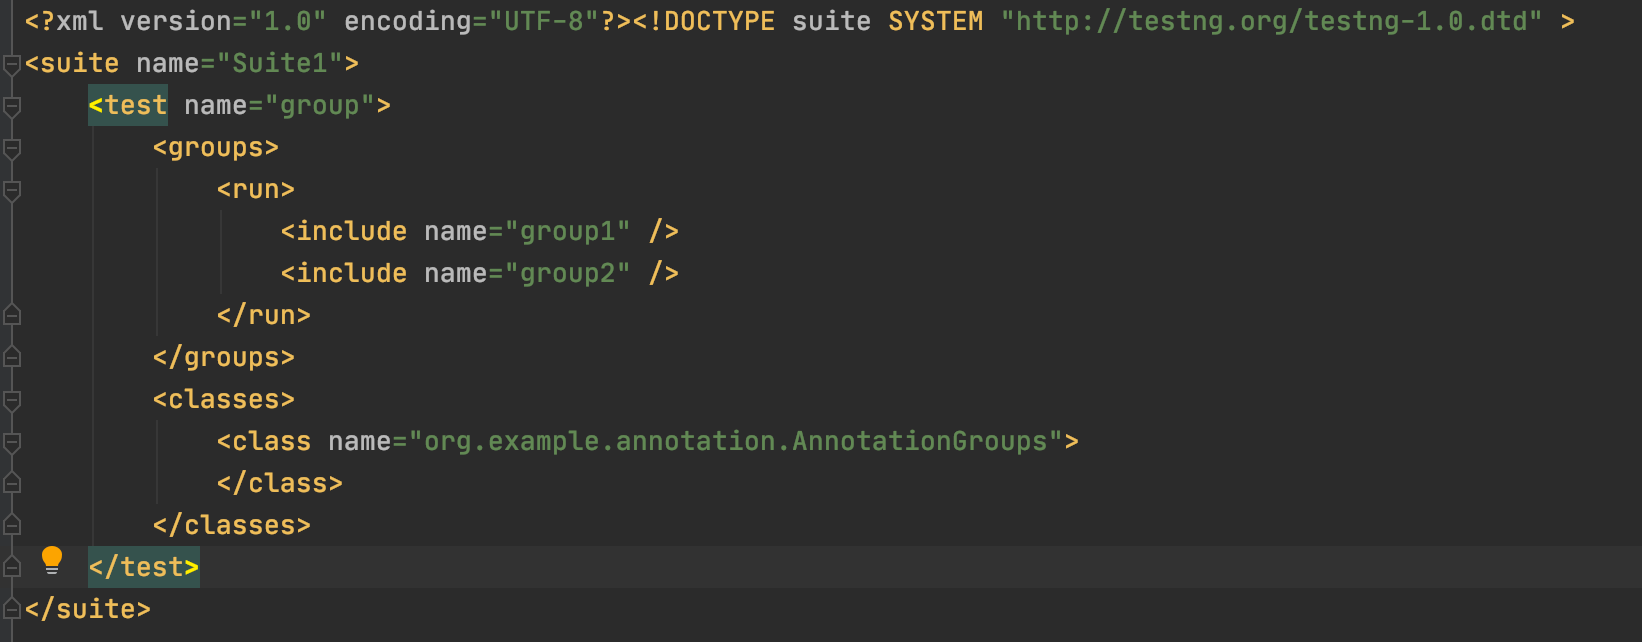 <?xml version="1.0" encoding="UTF-8"?><!DOCTYPE suite SYSTEM "http://testng.org/testng-1.0.dtd" >
<suite name="Suite1">
    <test name="group">
        <groups>
            <run>
                <include name="group1" />
                <include name="group2" />
            </run>
        </groups>
        <classes>
            <class name="org.example.annotation.AnnotationGroups">
            </class>
        </classes>
    </test>
</suite>